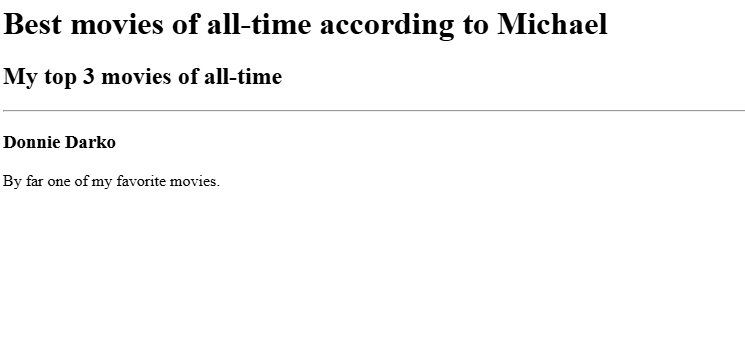 Best movies of all-time according to Michael
My top 3 movies of all-time
Donnie Darko
By far one of my favorite movies.